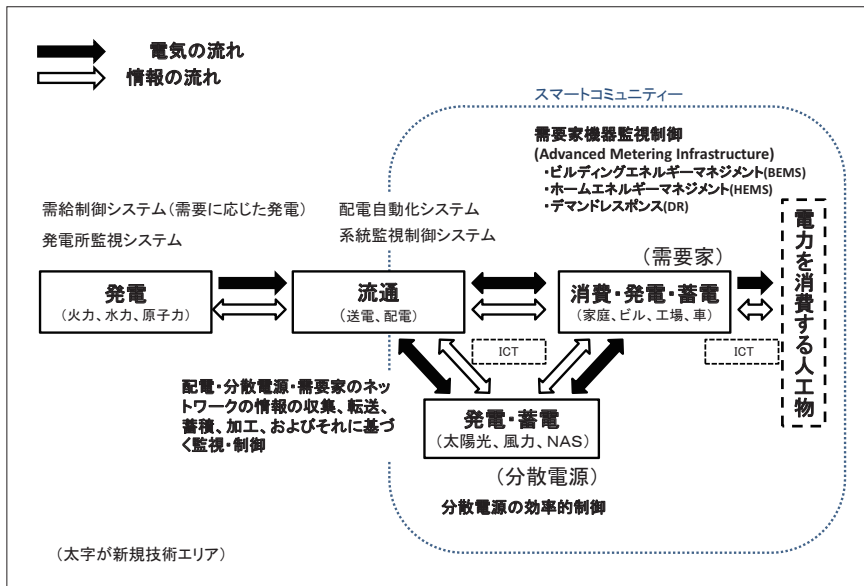 電気の流れ
情報の流れ
スマートコミュニティー
需要家機器監視制御
(Advanced Metering Infrastructure)
・ビルディングエネルギーマネジメント(BEMS)
・ホームエネルギーマネジメント(HEMS)
・デマンドレスポンス(DR)
需給制御システム(需要に応じた発電)
発電所監視システム
配電自動化システム
系統監視制御システム
(需要家)
発電
(火力、水力、原子力)
流通
(送電、配電)
消費・発電・蓄電
(家庭、ビル、工場、車)
電力を消費する人工物
ICT
ICT
配電・分散電源・需要家のネッ
トワークの情報の収集、転送、
蓄積、加工、およびそれに基づ
く監視・制御
発電・蓄電
(太陽光、風力、NAS)
(分散電源)
分散電源の効率的制御
(太字が新規技術エリア)